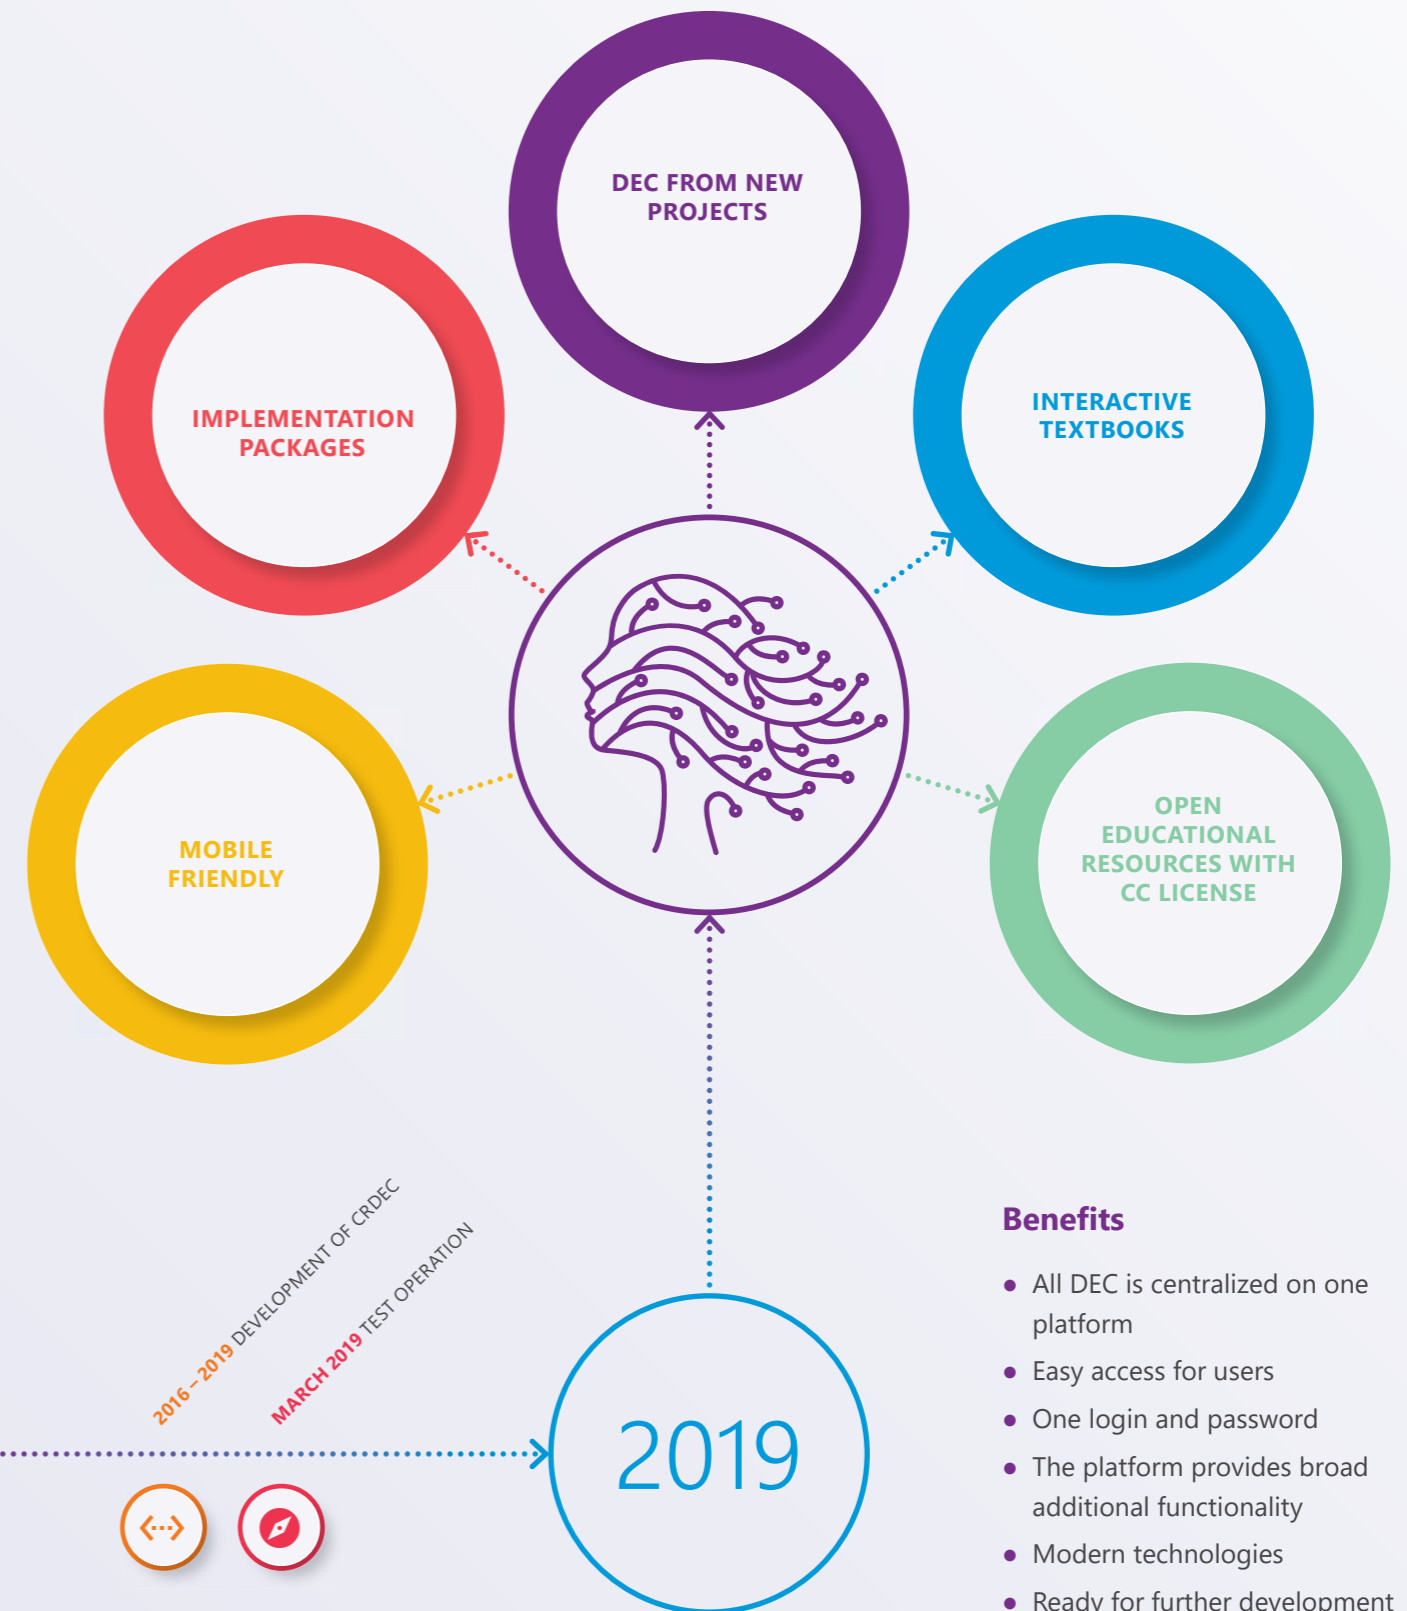 DEC FROM NEW
PROJECTS
IMPLEMENTATION
PACKAGES
INTERACTIVE
TEXTBOOKS
MOBILE
FRIENDLY
OPEN
EDUCATIONAL
RESOURCES WITH
CC LICENSE
2016 – 2019 DEVELOPMENT OF CRDEC
MARCH 2019 TEST OPERATION
2019
Benefits
• All DEC is centralized on one
platform
• Easy access for users
• One login and password
• The platform provides broad
additional functionality
• Modern technologies
• Ready for further development